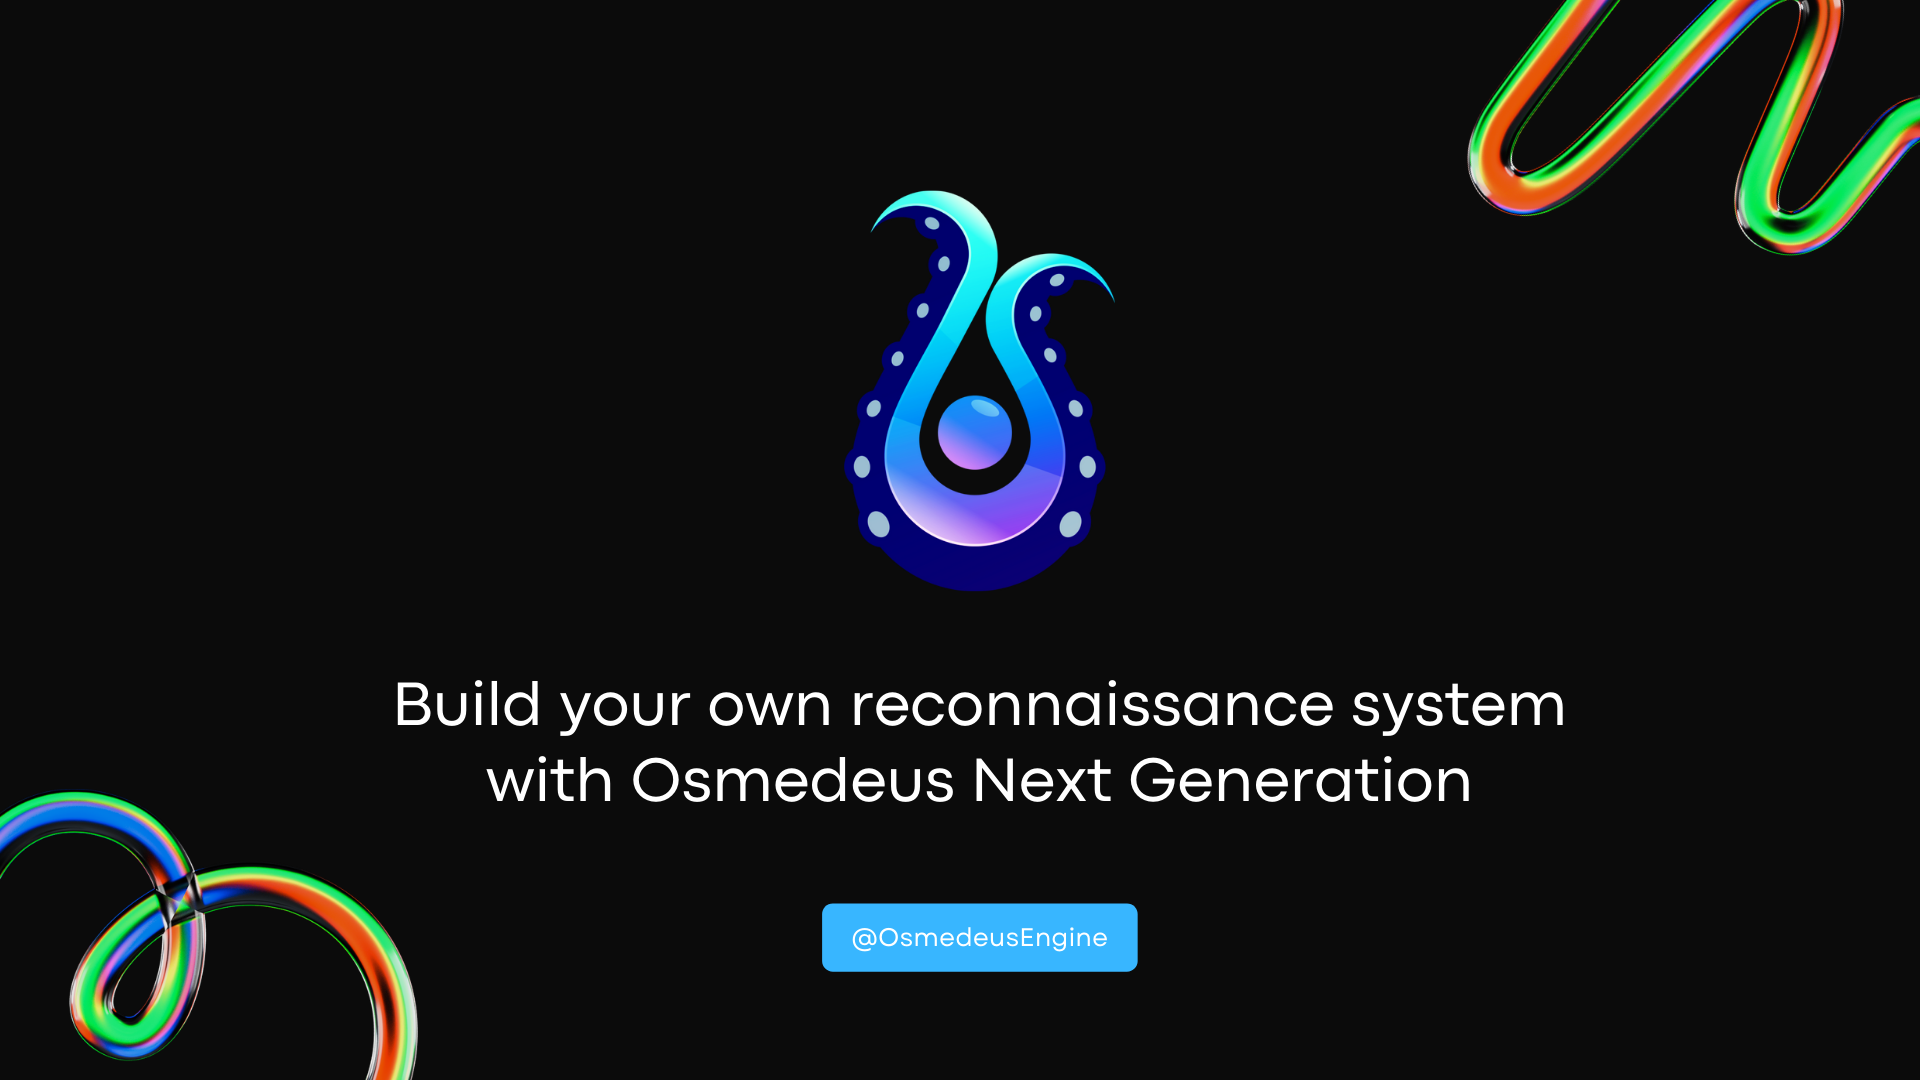 Build your own reconnaissance system
with Osmedeus Next Generation
@OsmedeusEngine